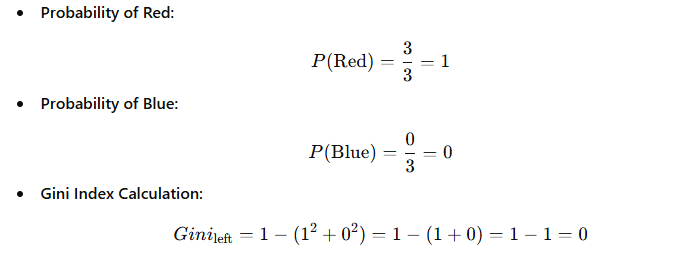 • Probability of Red:
P(Red) = 3/3 = 1
• Probability of Blue:
P(Blue) = 0/3 = 0
• Gini Index Calculation:
Gini_left = 1 − (1² + 0²) = 1 − (1 + 0) = 1 − 1 = 0